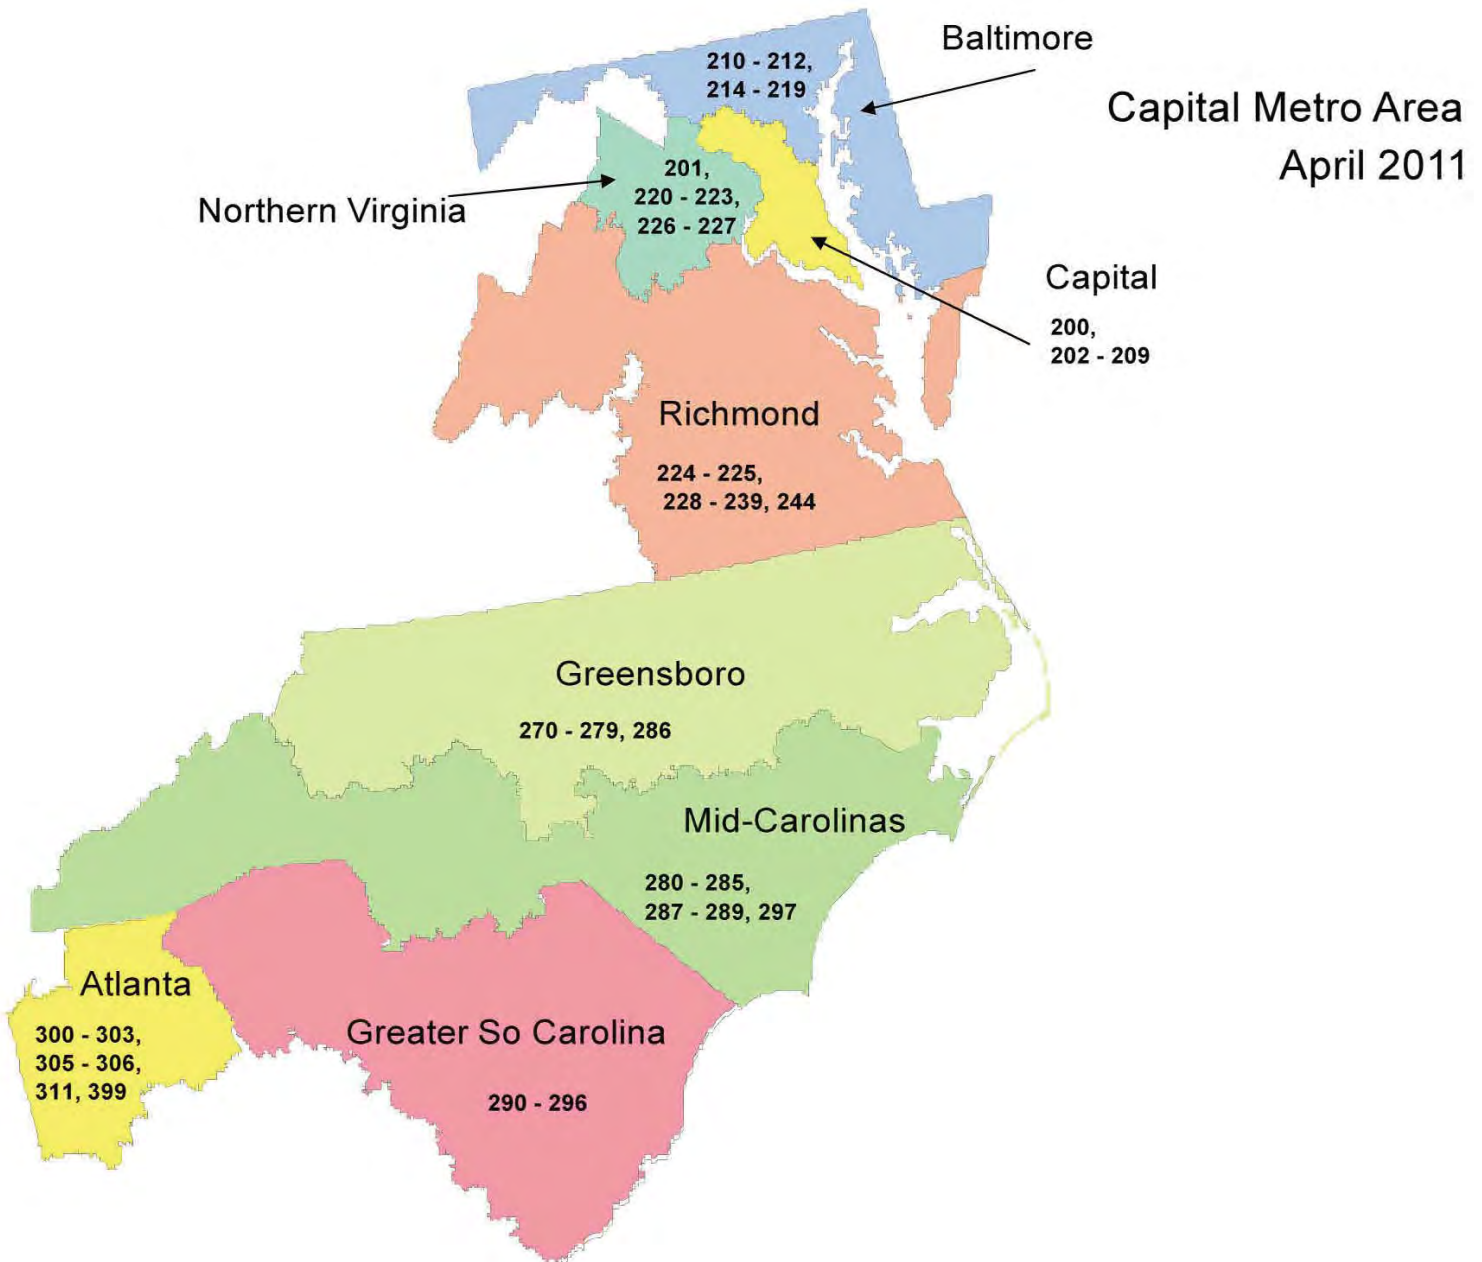 Baltimore
210 - 212,
214 - 219
Capital Metro Area
April 2011
201,
220 - 223,
226 - 227
Northern Virginia
Capital
200,
202 - 209
Richmond
224 - 225,
228 - 239, 244
Greensboro
270 - 279, 286
Mid-Carolinas
280 - 285,
287 - 289, 297
Atlanta
300 - 303,
305 - 306,
311, 399
Greater So Carolina
290 - 296